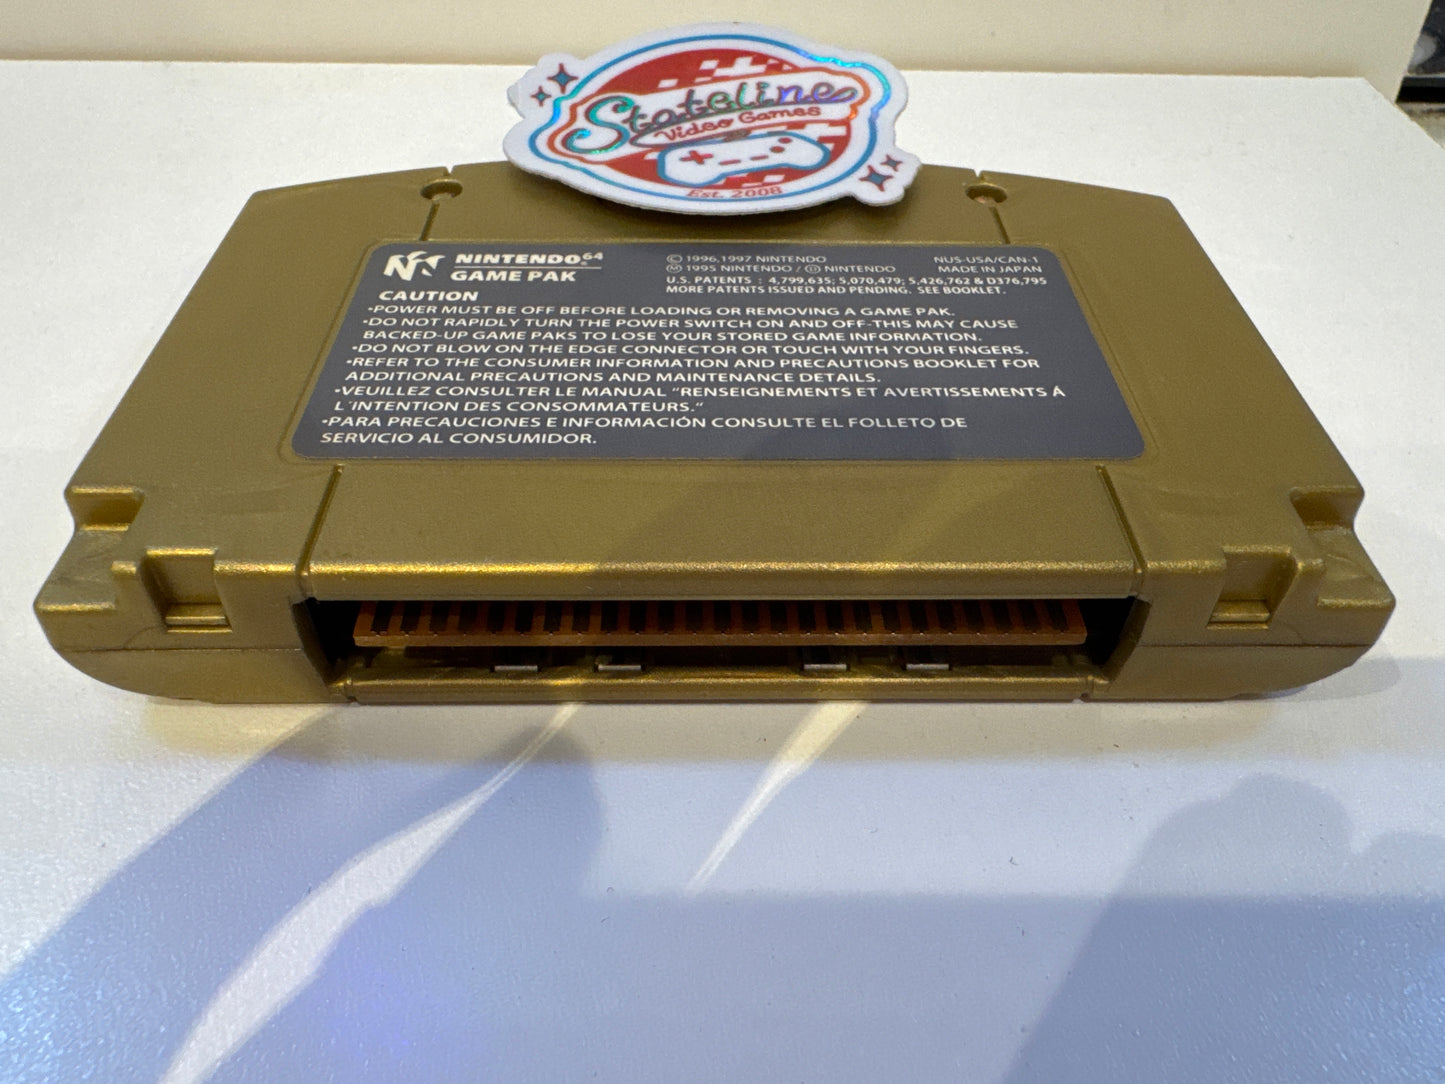 Stateline
Video Games
Est. 2008
NINTENDO 64
GAME PAK
© 1996,1997 NINTENDO
Ⓜ 1995 NINTENDO / Ⓓ NINTENDO
U.S. PATENTS : 4,799,635; 5,070,479; 5,426,762 & D376,795
MORE PATENTS ISSUED AND PENDING. SEE BOOKLET.
NUS-USA/CAN-1
MADE IN JAPAN
CAUTION
•POWER MUST BE OFF BEFORE LOADING OR REMOVING A GAME PAK.
•DO NOT RAPIDLY TURN THE POWER SWITCH ON AND OFF-THIS MAY CAUSE
BACKED-UP GAME PAKS TO LOSE YOUR STORED GAME INFORMATION.
•DO NOT BLOW ON THE EDGE CONNECTOR OR TOUCH WITH YOUR FINGERS.
•REFER TO THE CONSUMER INFORMATION AND PRECAUTIONS BOOKLET FOR
ADDITIONAL PRECAUTIONS AND MAINTENANCE DETAILS.
•VEUILLEZ CONSULTER LE MANUAL "RENSEIGNEMENTS ET AVERTISSEMENTS Á
L'INTENTION DES CONSOMMATEURS."
•PARA PRECAUCIONES E INFORMACIÓN CONSULTE EL FOLLETO DE
SERVICIO AL CONSUMIDOR.